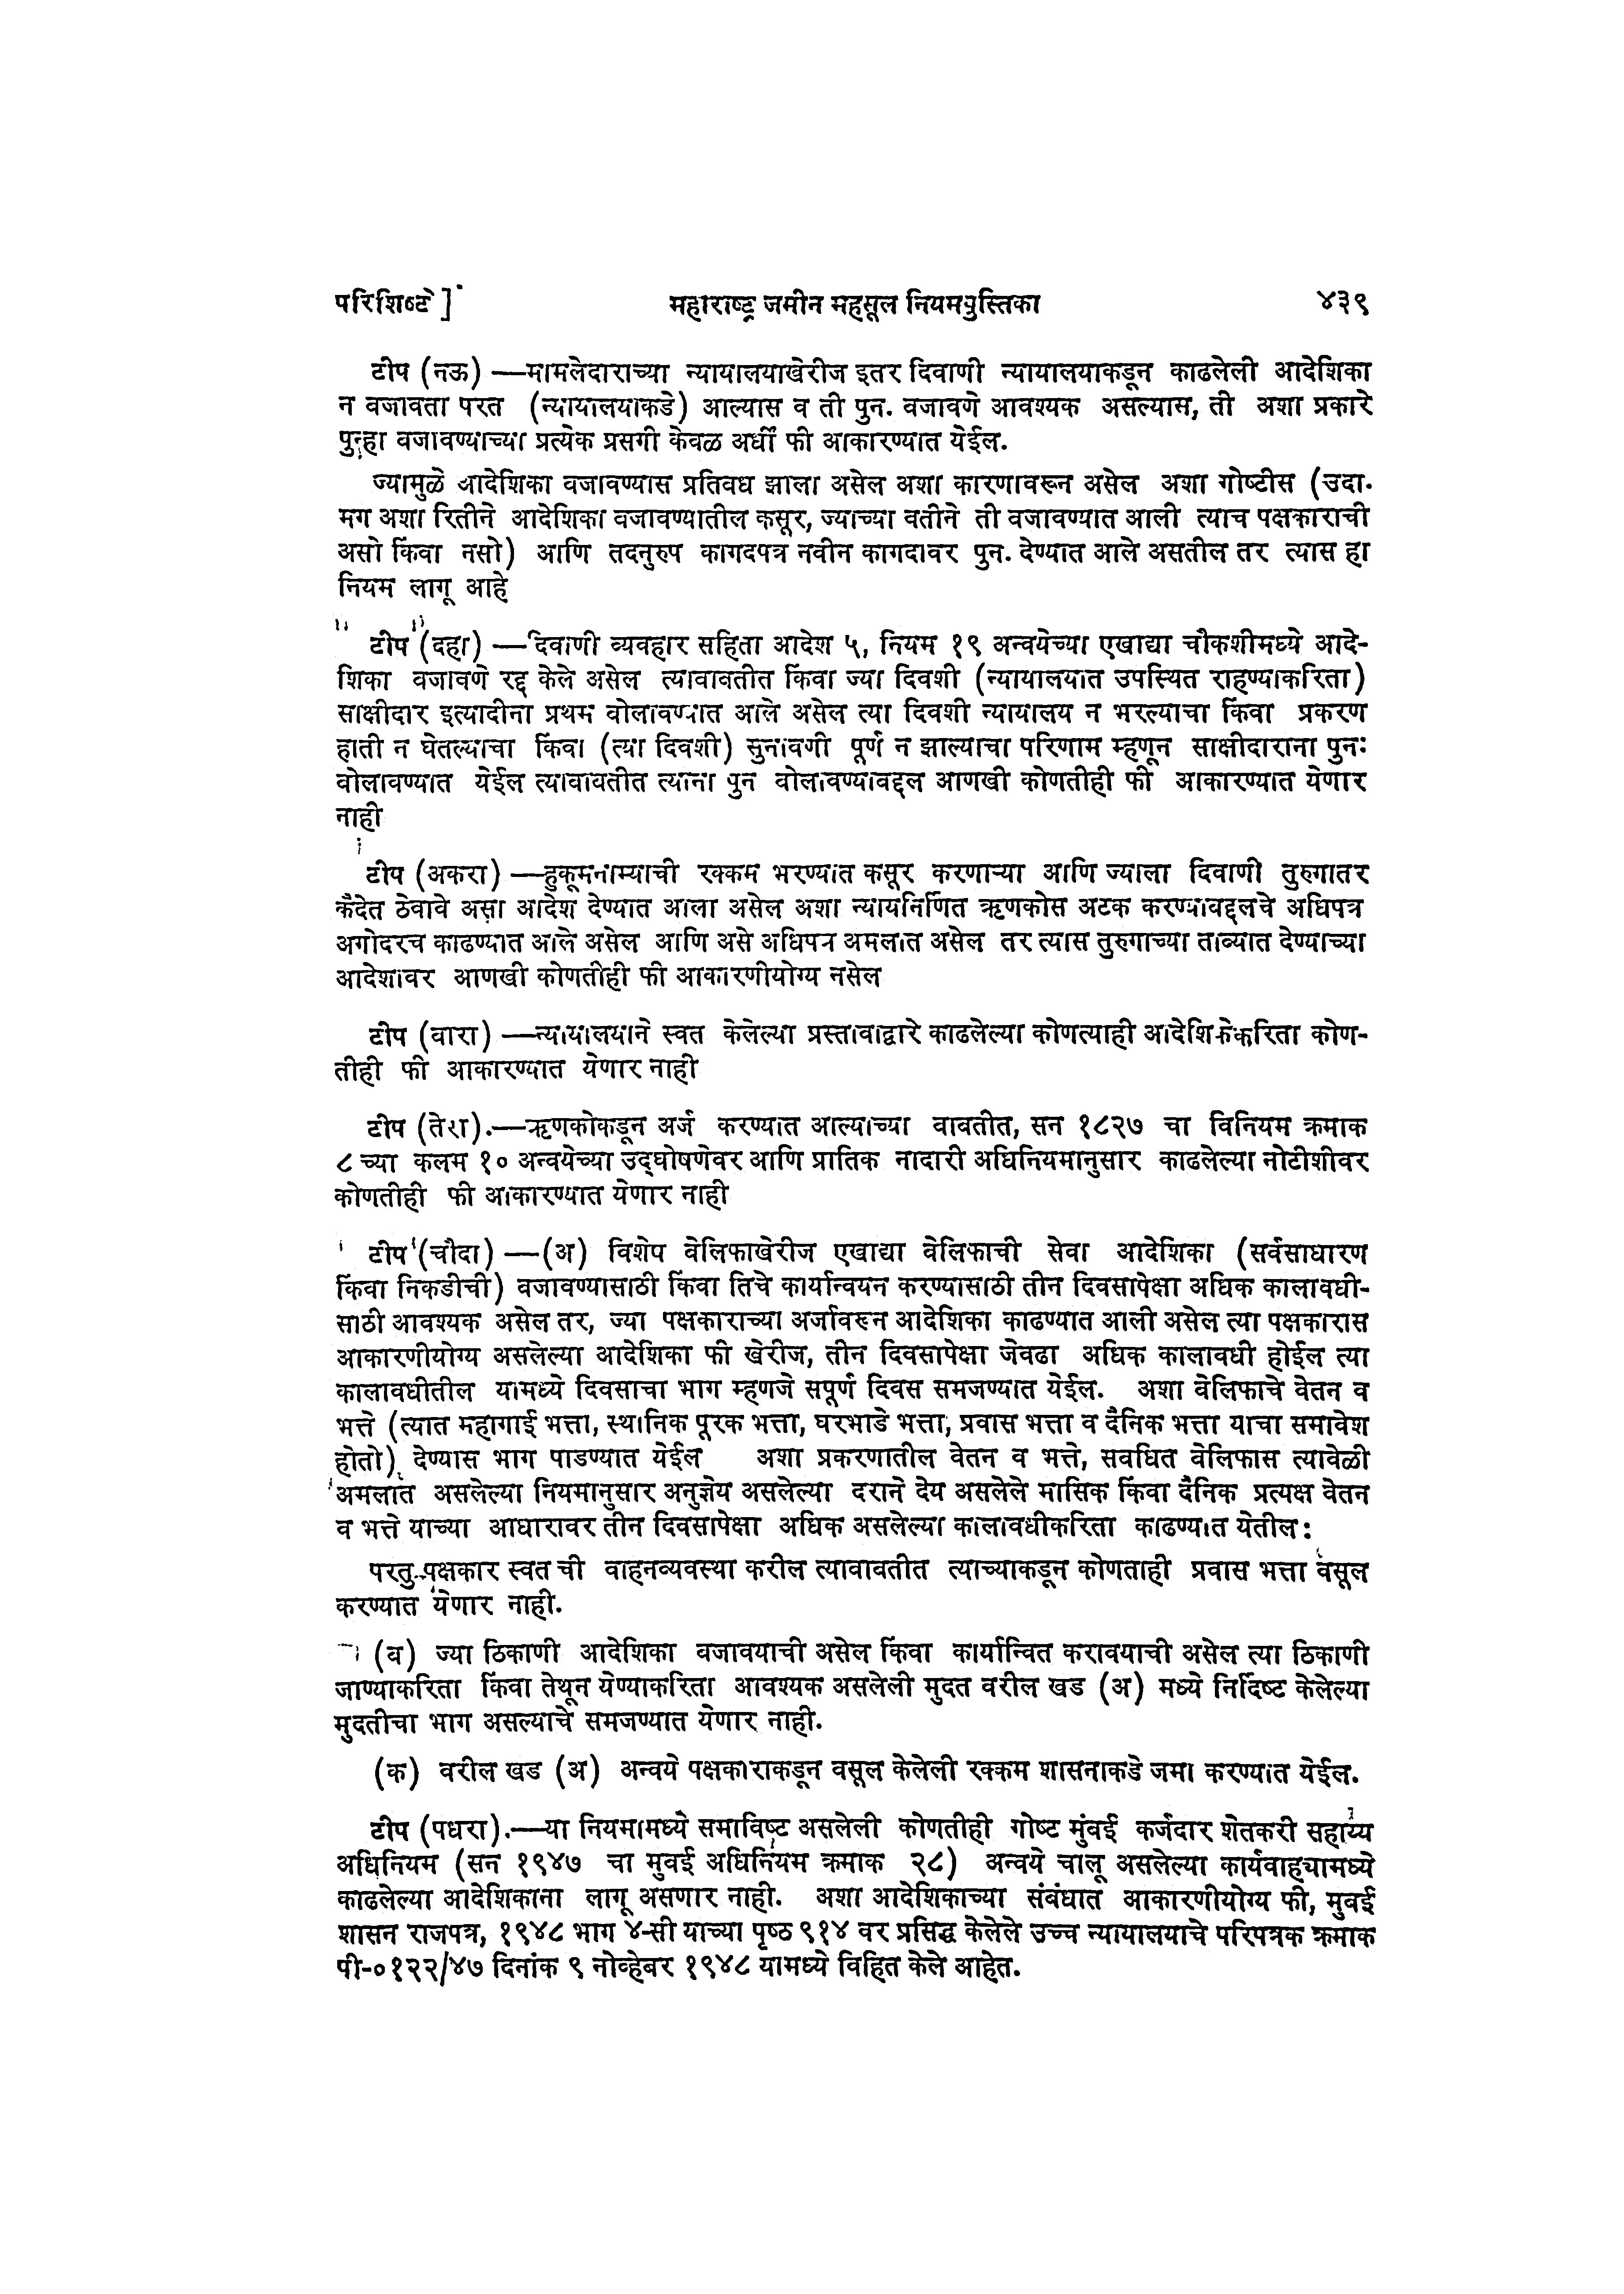 परिशिष्टे ] महाराष्ट्र जमीन महसूल नियमपुस्तिका ४३९
टीप (नऊ) —मामलेदाराच्या न्यायालयाखेरीज इतर दिवाणी न्यायालयाकडून काढलेली आदेशिका
न वजावता परत (न्यायालयाकडे) आल्यास व ती पुन. वजावणे आवश्यक असल्यास, ती अशा प्रकारे
पुन्हा वजावण्याच्या प्रत्येक प्रसगी केवळ अर्धी फी आकारण्यात येईल.
ज्यामुळे आदेशिका वजावण्यास प्रतिवध झाला असेल अशा कारणावरून असेल अशा गोष्टीस (उदा.
मग अशा रितीने आदेशिका वजावण्यातील कसूर, ज्याच्या वतीने ती वजावण्यात आली त्याच पक्षकाराची
असो किंवा नसो) आणि तदनुरुप कागदपत्र नवीन कागदावर पुन. देण्यात आले असतील तर त्यास हा
नियम लागू आहे
टीप (दहा) —दिवाणी व्यवहार सहिता आदेश ५, नियम १९ अन्वयेच्या एखाद्या चौकशीमध्ये आदे-
शिका वजावणे रद्द केले असेल त्यावावतीत किंवा ज्या दिवशी (न्यायालयात उपस्थित राहण्याकरिता)
साक्षीदार इत्यादीना प्रथम वोलावण्यात आले असेल त्या दिवशी न्यायालय न भरल्याचा किंवा प्रकरण
हाती न घेतल्याचा किंवा (त्या दिवशी) सुनावणी पूर्ण न झाल्याचा परिणाम म्हणून साक्षीदाराना पुनः
वोलावण्यात येईल त्यावावतीत त्याना पुन वोलावण्यावद्दल आणखी कोणतीही फी आकारण्यात येणार
नाही
टीप (अकरा) —हुकूमनाम्याची रक्कम भरण्यात कसूर करणाऱ्या आणि ज्याला दिवाणी तुरुगातर
कैदेत ठेवावे असा आदेश देण्यात आला असेल अशा न्यायनिर्णित ऋणकोस अटक करण्यावद्दलचे अधिपत्र
अगोदरच काढण्यात आले असेल आणि असे अधिपत्र अमलात असेल तर त्यास तुरुगाच्या ताव्यात देण्याच्या
आदेशावर आणखी कोणतीही फी आकारणीयोग्य नसेल
टीप (वारा) —न्यायालयाने स्वत केलेल्या प्रस्तावाद्वारे काढलेल्या कोणत्याही आदेशिकेकरिता कोण-
तीही फी आकारण्यात येणार नाही
टीप (तेरा).—ऋणकोकडून अर्ज करण्यात आल्याच्या वावतीत, सन १८२७ चा विनियम क्रमाक
८ च्या कलम १० अन्वयेच्या उद्घोषणेवर आणि प्रातिक नादारी अधिनियमानुसार काढलेल्या नोटीशीवर
कोणतीही फी आकारण्यात येणार नाही
टीप (चौदा) —(अ) विशेप वेलिफाखेरीज एखाद्या वेलिफाची सेवा आदेशिका (सर्वसाधारण
किंवा निकडीची) वजावण्यासाठी किंवा तिचे कार्यान्वयन करण्यासाठी तीन दिवसापेक्षा अधिक कालावधी-
साठी आवश्यक असेल तर, ज्या पक्षकाराच्या अर्जावरून आदेशिका काढण्यात आली असेल त्या पक्षकारास
आकारणीयोग्य असलेल्या आदेशिका फी खेरीज, तीन दिवसापेक्षा जेवढा अधिक कालावधी होईल त्या
कालावधीतील यामध्ये दिवसाचा भाग म्हणजे सपूर्ण दिवस समजण्यात येईल. अशा वेलिफाचे वेतन व
भत्ते (त्यात महागाई भत्ता, स्थानिक पूरक भत्ता, घरभाडे भत्ता, प्रवास भत्ता व दैनिक भत्ता याचा समावेश
होतो) देण्यास भाग पाडण्यात येईल अशा प्रकरणातील वेतन व भत्ते, सवधित वेलिफास त्यावेळी
अमलात असलेल्या नियमानुसार अनुज्ञेय असलेल्या दराने देय असलेले मासिक किंवा दैनिक प्रत्यक्ष वेतन
व भत्ते याच्या आधारावर तीन दिवसापेक्षा अधिक असलेल्या कालावधीकरिता काढण्यात येतील:
परतु पक्षकार स्वत ची वाहनव्यवस्था करील त्यावावतीत त्याच्याकडून कोणताही प्रवास भत्ता वसूल
करण्यात येणार नाही.
(व) ज्या ठिकाणी आदेशिका वजावयाची असेल किंवा कार्यान्वित करावयाची असेल त्या ठिकाणी
जाण्याकरिता किंवा तेथून येण्याकरिता आवश्यक असलेली मुदत वरील खड (अ) मध्ये निर्दिष्ट केलेल्या
मुदतीचा भाग असल्याचे समजण्यात येणार नाही.
(क) वरील खड (अ) अन्वये पक्षकाराकडून वसूल केलेली रक्कम शासनाकडे जमा करण्यात येईल.
टीप (पधरा).—या नियमामध्ये समाविष्ट असलेली कोणतीही गोष्ट मुंबई कर्जदार शेतकरी सहाय्य
अधिनियम (सन १९४७ चा मुवई अधिनियम क्रमाक २८) अन्वये चालू असलेल्या कार्यवाह्यामध्ये
काढलेल्या आदेशिकाना लागू असणार नाही. अशा आदेशिकाच्या संबंधात आकारणीयोग्य फी, मुवई
शासन राजपत्र, १९४८ भाग ४-सी याच्या पृष्ठ ९१४ वर प्रसिद्ध केलेले उच्च न्यायालयाचे परिपत्रक क्रमाक
पी-०१२२/४७ दिनांक ९ नोव्हेबर १९४८ यामध्ये विहित केले आहेत.